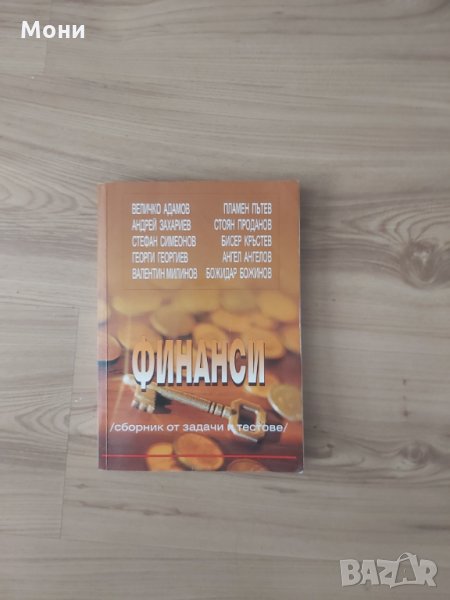 Мони
ВЕЛИЧКО АДАМОВ ПЛАМЕН ПЪТЕВ
АНДРЕЙ ЗАХАРИЕВ СТОЯН ПРОДАНОВ
СТЕФАН СИМЕОНОВ БИСЕР КРЪСТЕВ
ГЕОРГИ ГЕОРГИЕВ АНГЕЛ АНГЕЛОВ
ВАЛЕНТИН МИЛИНОВ БОЖИДАР БОЖИНОВ
ФИНАНСИ
/сборник от задачи и тестове/
BAZAR